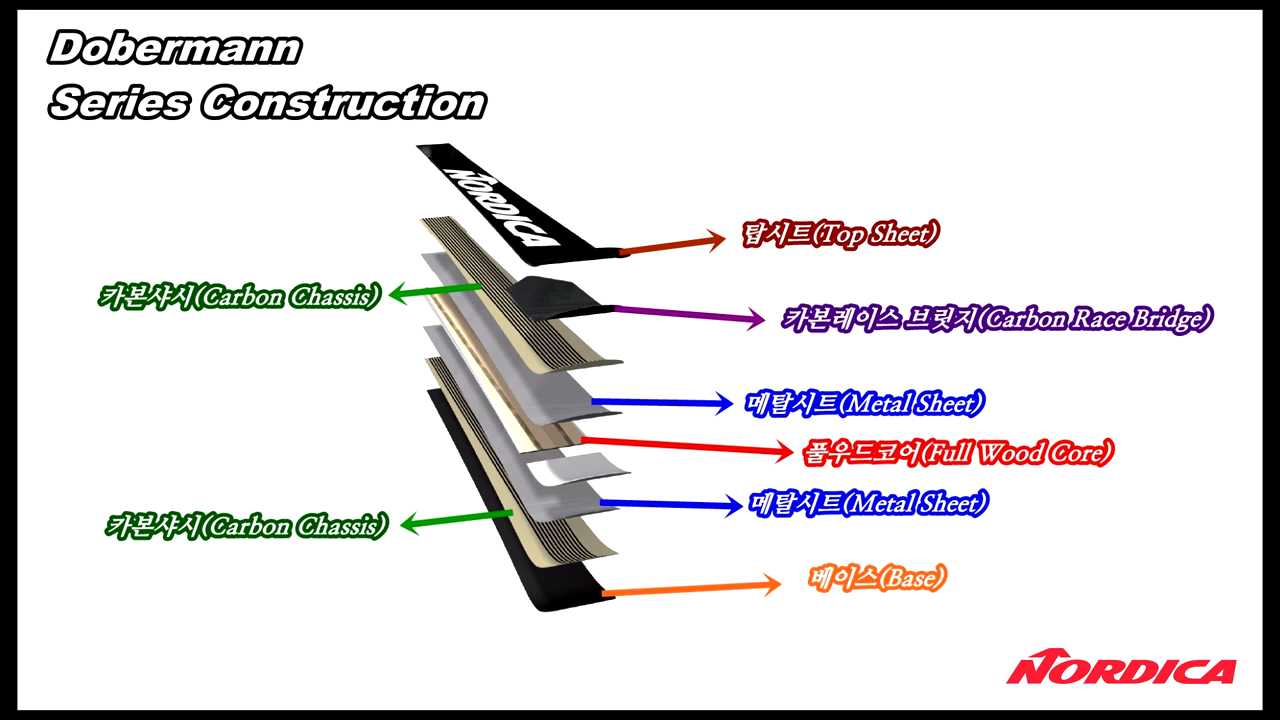 Dobermann
Series Construction
NORDICA
탑시트(Top Sheet)
카본샤시(Carbon Chassis)
카본레이스 브릿지(Carbon Race Bridge)
메탈시트(Metal Sheet)
풀우드코어(Full Wood Core)
메탈시트(Metal Sheet)
카본샤시(Carbon Chassis)
베이스(Base)
NORDICA